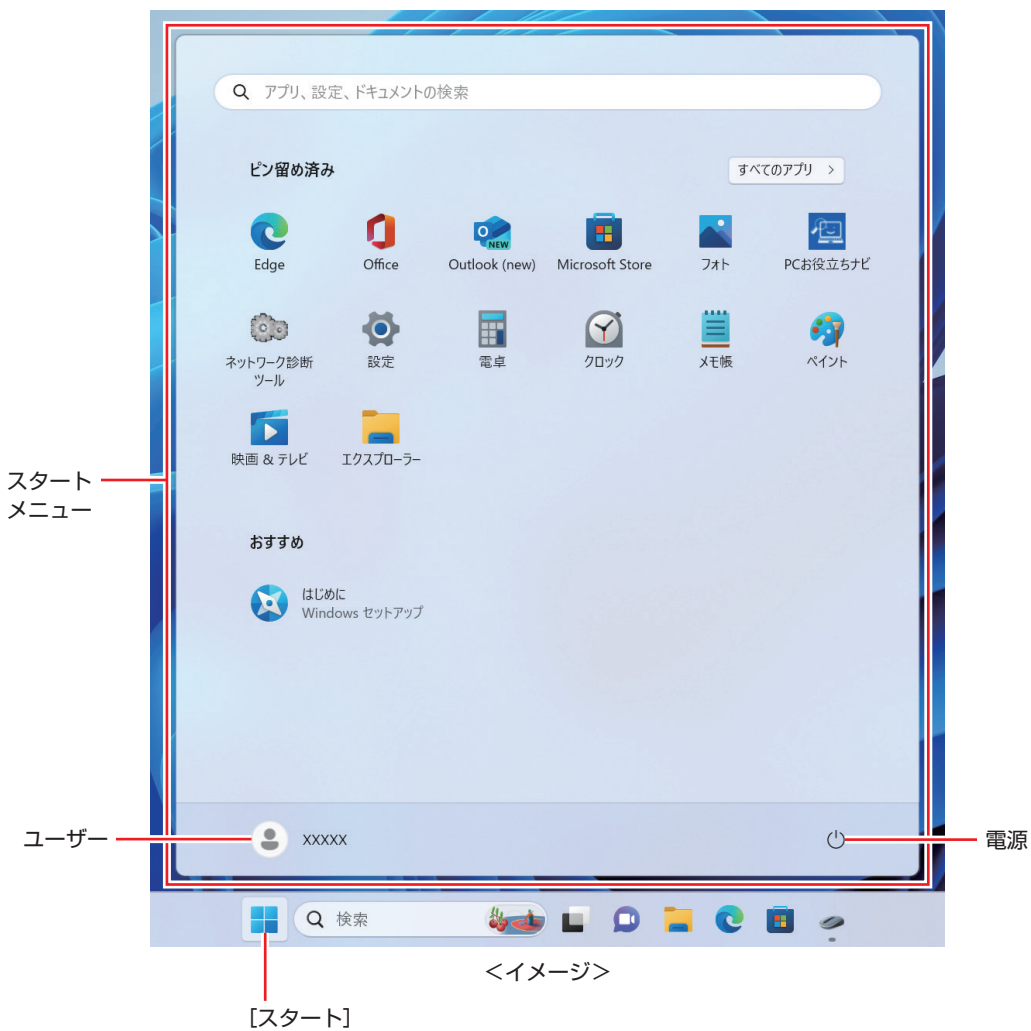 アプリ、設定、ドキュメントの検索
ピン留め済み
すべてのアプリ >
Edge
Office
NEW
Outlook (new)
Microsoft Store
フォト
PCお役立ちナビ
ネットワーク診断
ツール
設定
電卓
クロック
メモ帳
ペイント
映画 & テレビ
エクスプローラー
スタート
メニュー
おすすめ
はじめに
Windows セットアップ
ユーザー
XXXXX
電源
検索
＜イメージ＞
[スタート]